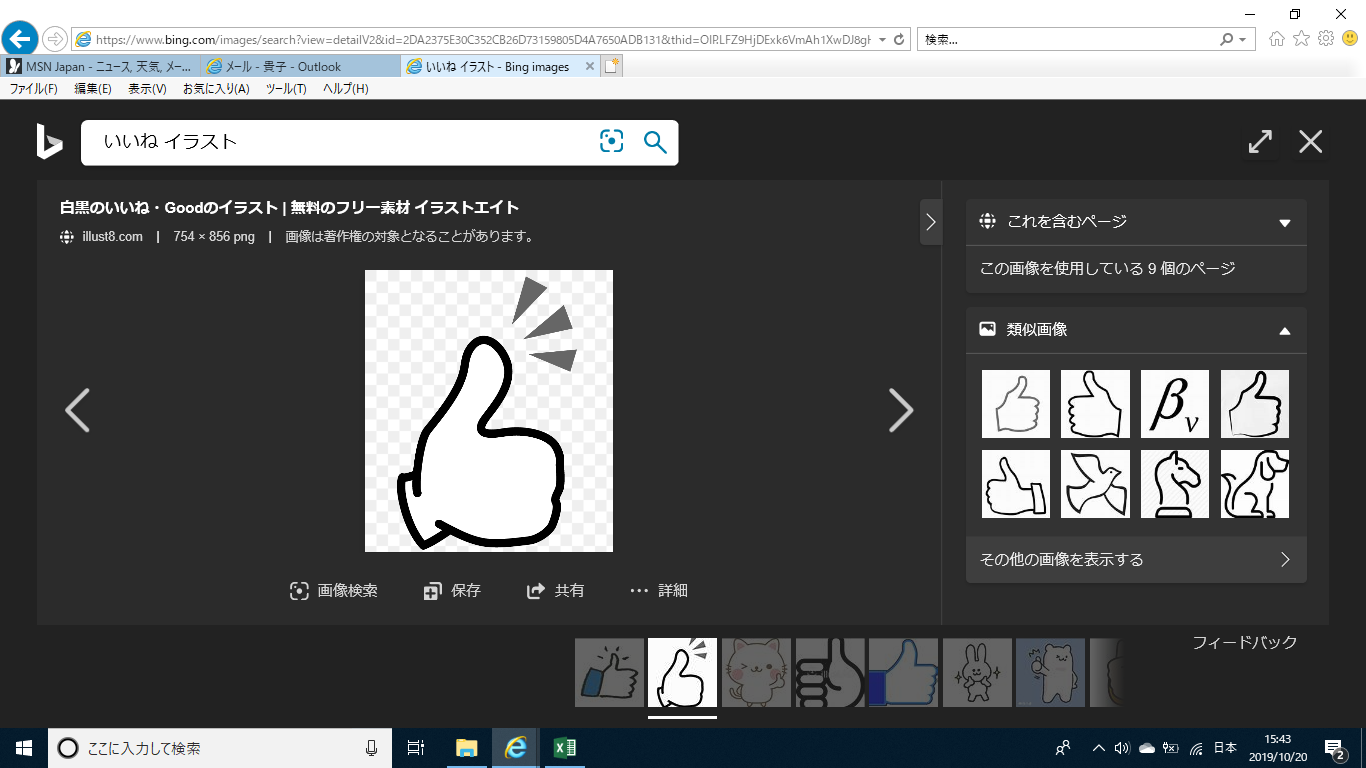 https://www.bing.com/images/search?view=detailV2&id=2DA2375E30C352CB26D73159805D4A7650ADB131&thid=OIP.LFZ9HjDExk6VmAh1XwDJ8gH
検索...
MSN Japan - ニュース, 天気, メー...
メール - 貴子 - Outlook
いいね イラスト - Bing images
ファイル(F) 編集(E) 表示(V) お気に入り(A) ツール(T) ヘルプ(H)
いいね イラスト
白黒のいいね・Goodのイラスト | 無料のフリー素材 イラストエイト
illust8.com | 754 × 856 png | 画像は著作権の対象となることがあります。
これを含むページ
この画像を使用している 9 個のページ
類似画像
βv
その他の画像を表示する
画像検索 保存 共有 詳細
フィードバック
ここに入力して検索
日本
15:43
2019/10/20
2